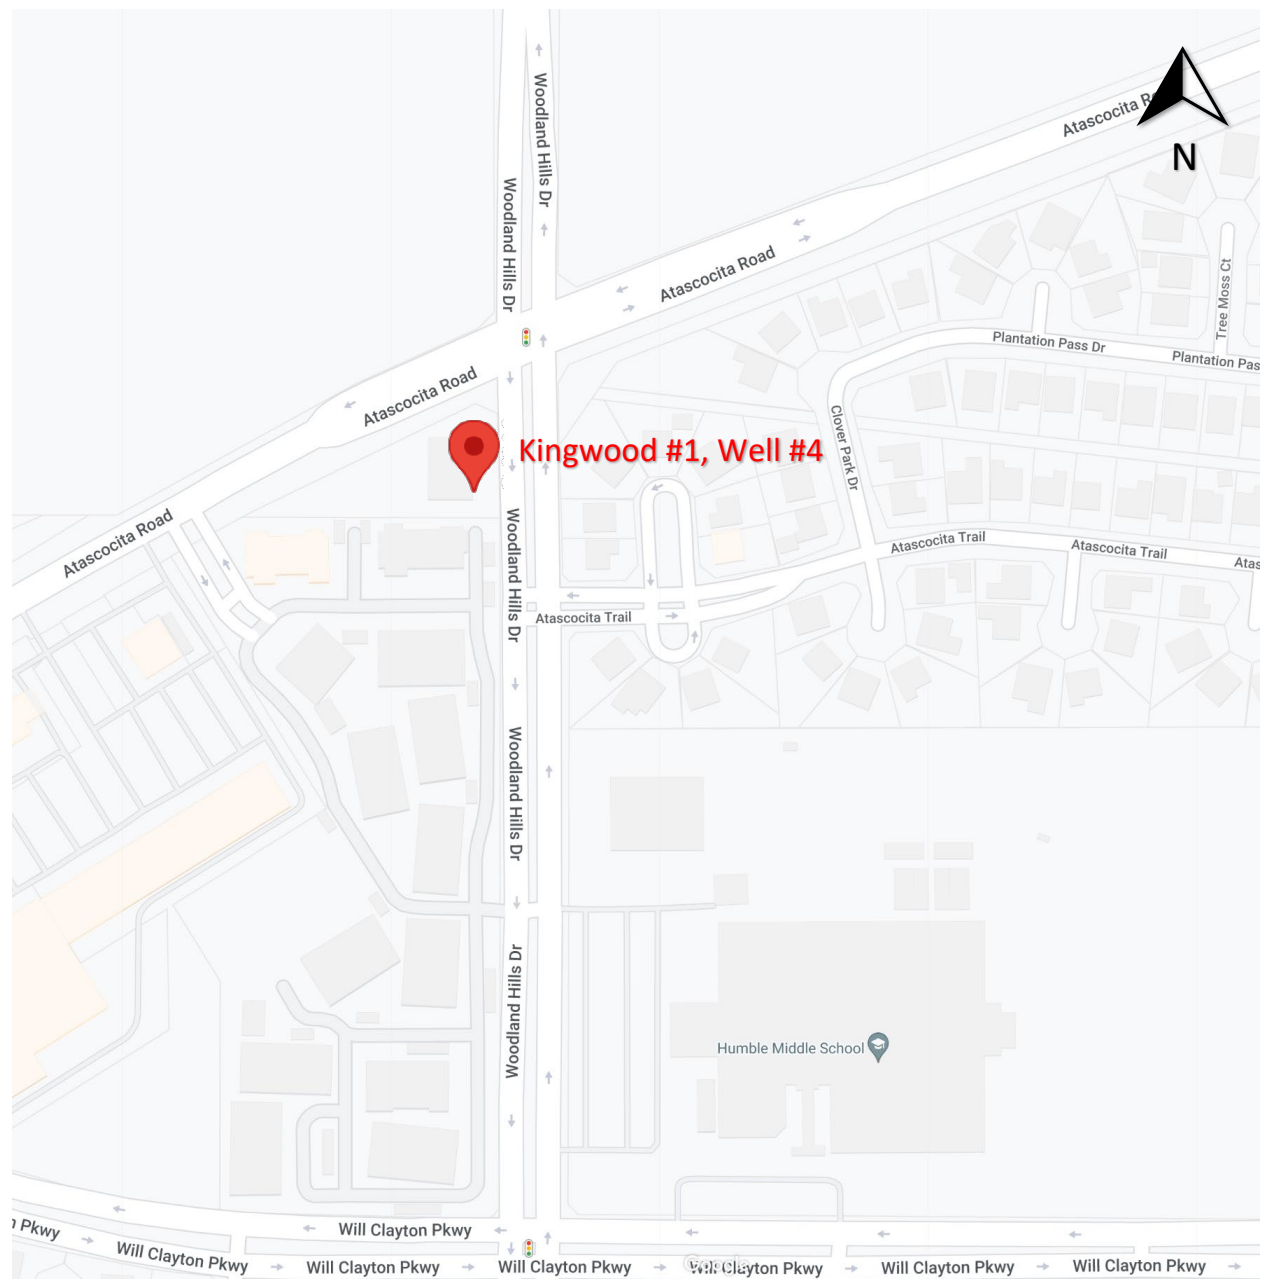 Woodland Hills Dr
Atascocita R
N
Woodland Hills Dr
Atascocita Road
Tree Moss Ct
Plantation Pass Dr
Plantation Pas
Atascocita Road
Clover Park Dr
Kingwood #1, Well #4
Atascocita Road
Woodland Hills Dr
Atascocita Trail
Atascocita Trail
Atas
Atascocita Trail
Woodland Hills Dr
Woodland Hills Dr
Humble Middle School
Pkwy
Will Clayton Pkwy
Will Clayton Pkwy
Will Clayton Pkwy
Will Clayton Pkwy
Google
Will Clayton Pkwy
Will Clayton Pkwy
Will Clayton Pkwy